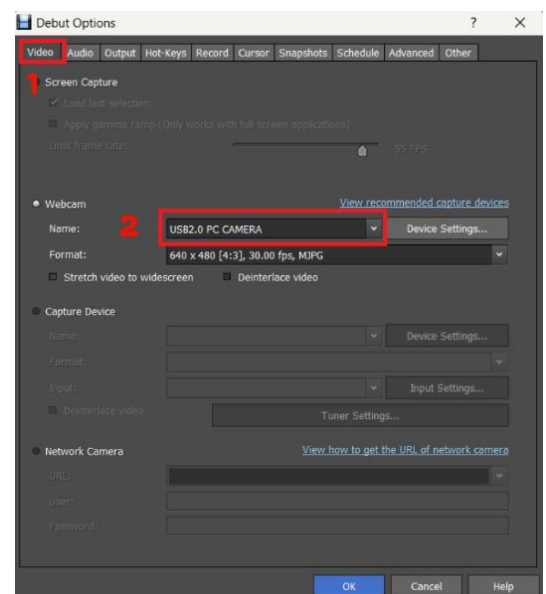 Debut Options ? ×
Video Audio Output Hot-Keys Record Cursor Snapshots Schedule Advanced Other
1 Screen Capture
Load last selection
Apply gamma ramp (Only works with full screen applications)
Limit frame rate: 55 FPS
Webcam View recommended capture devices
Name: 2 USB2.0 PC CAMERA Device Settings...
Format: 640 x 480 [4:3], 30.00 fps, MJPG
Stretch video to widescreen Deinterlace video
Capture Device
Name: Device Settings...
Format:
Input: Input Settings...
Deinterlace video Tuner Settings...
Network Camera View how to get the URL of network camera
URL:
User:
Password:
OK Cancel Help